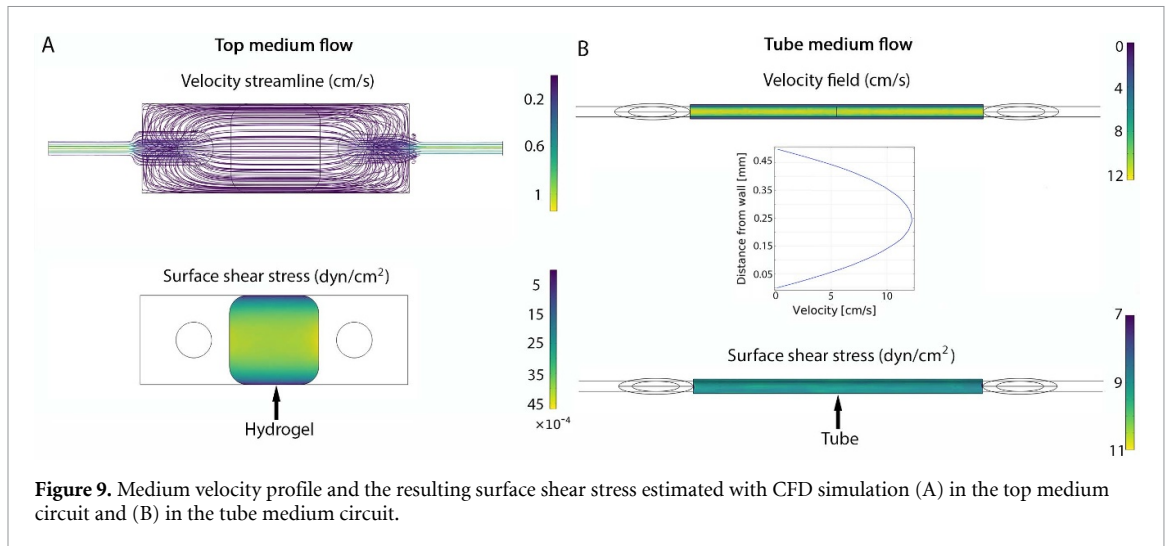 A
Top medium flow
Velocity streamline (cm/s)
0.2
0.6
1
Surface shear stress (dyn/cm²)
5
15
25
35
45
×10⁻⁴
Hydrogel
B
Tube medium flow
Velocity field (cm/s)
0
4
8
12
Distance from wall [mm]
0.45
0.35
0.25
0.15
0.05
0
5
10
Velocity [cm/s]
Surface shear stress (dyn/cm²)
7
9
11
Tube
Figure 9. Medium velocity profile and the resulting surface shear stress estimated with CFD simulation (A) in the top medium
circuit and (B) in the tube medium circuit.